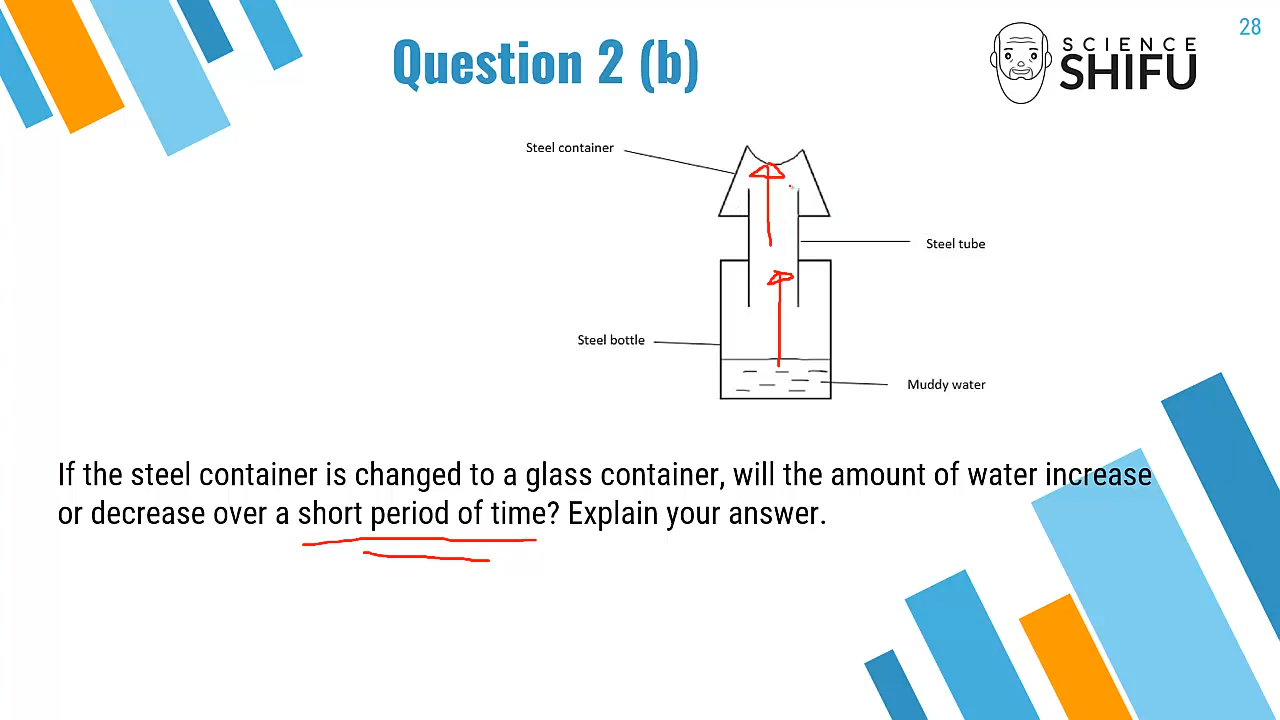 28
Question 2 (b)
SCIENCE
SHIFU
Steel container
Steel tube
Steel bottle
Muddy water
If the steel container is changed to a glass container, will the amount of water increase
or decrease over a short period of time? Explain your answer.